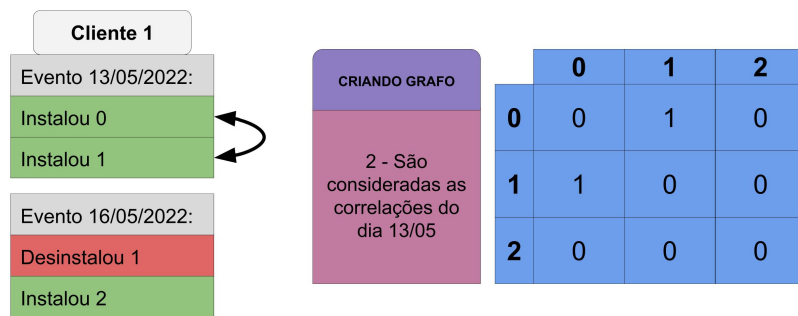 Cliente 1
Evento 13/05/2022:
Instalou 0
Instalou 1
Evento 16/05/2022:
Desinstalou 1
Instalou 2
CRIANDO GRAFO
2 - São
consideradas as
correlações do
dia 13/05
0 1 2
0 0 1 0
1 1 0 0
2 0 0 0